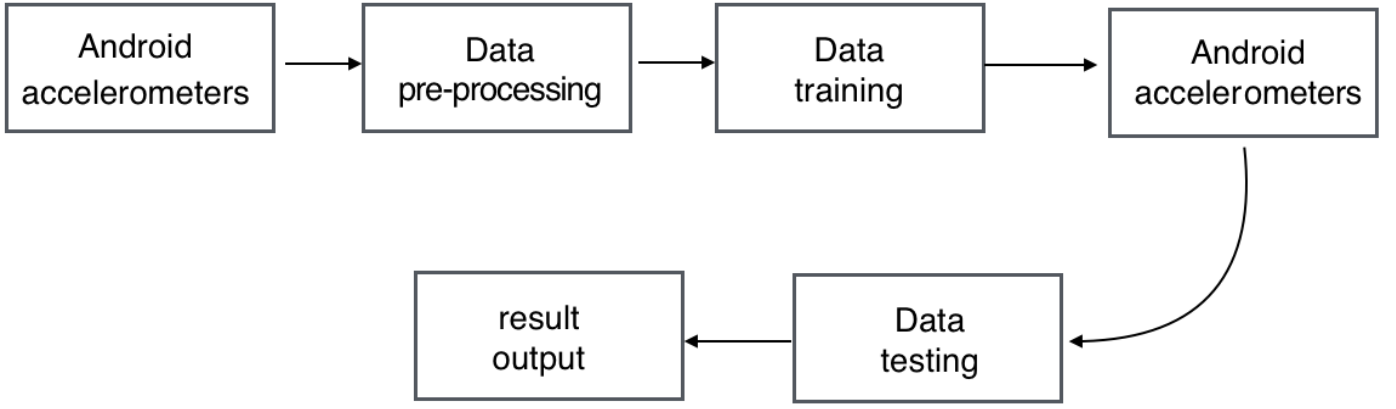 Android
accelerometers
Data
pre-processing
Data
training
Android
accelerometers
Data
testing
result
output